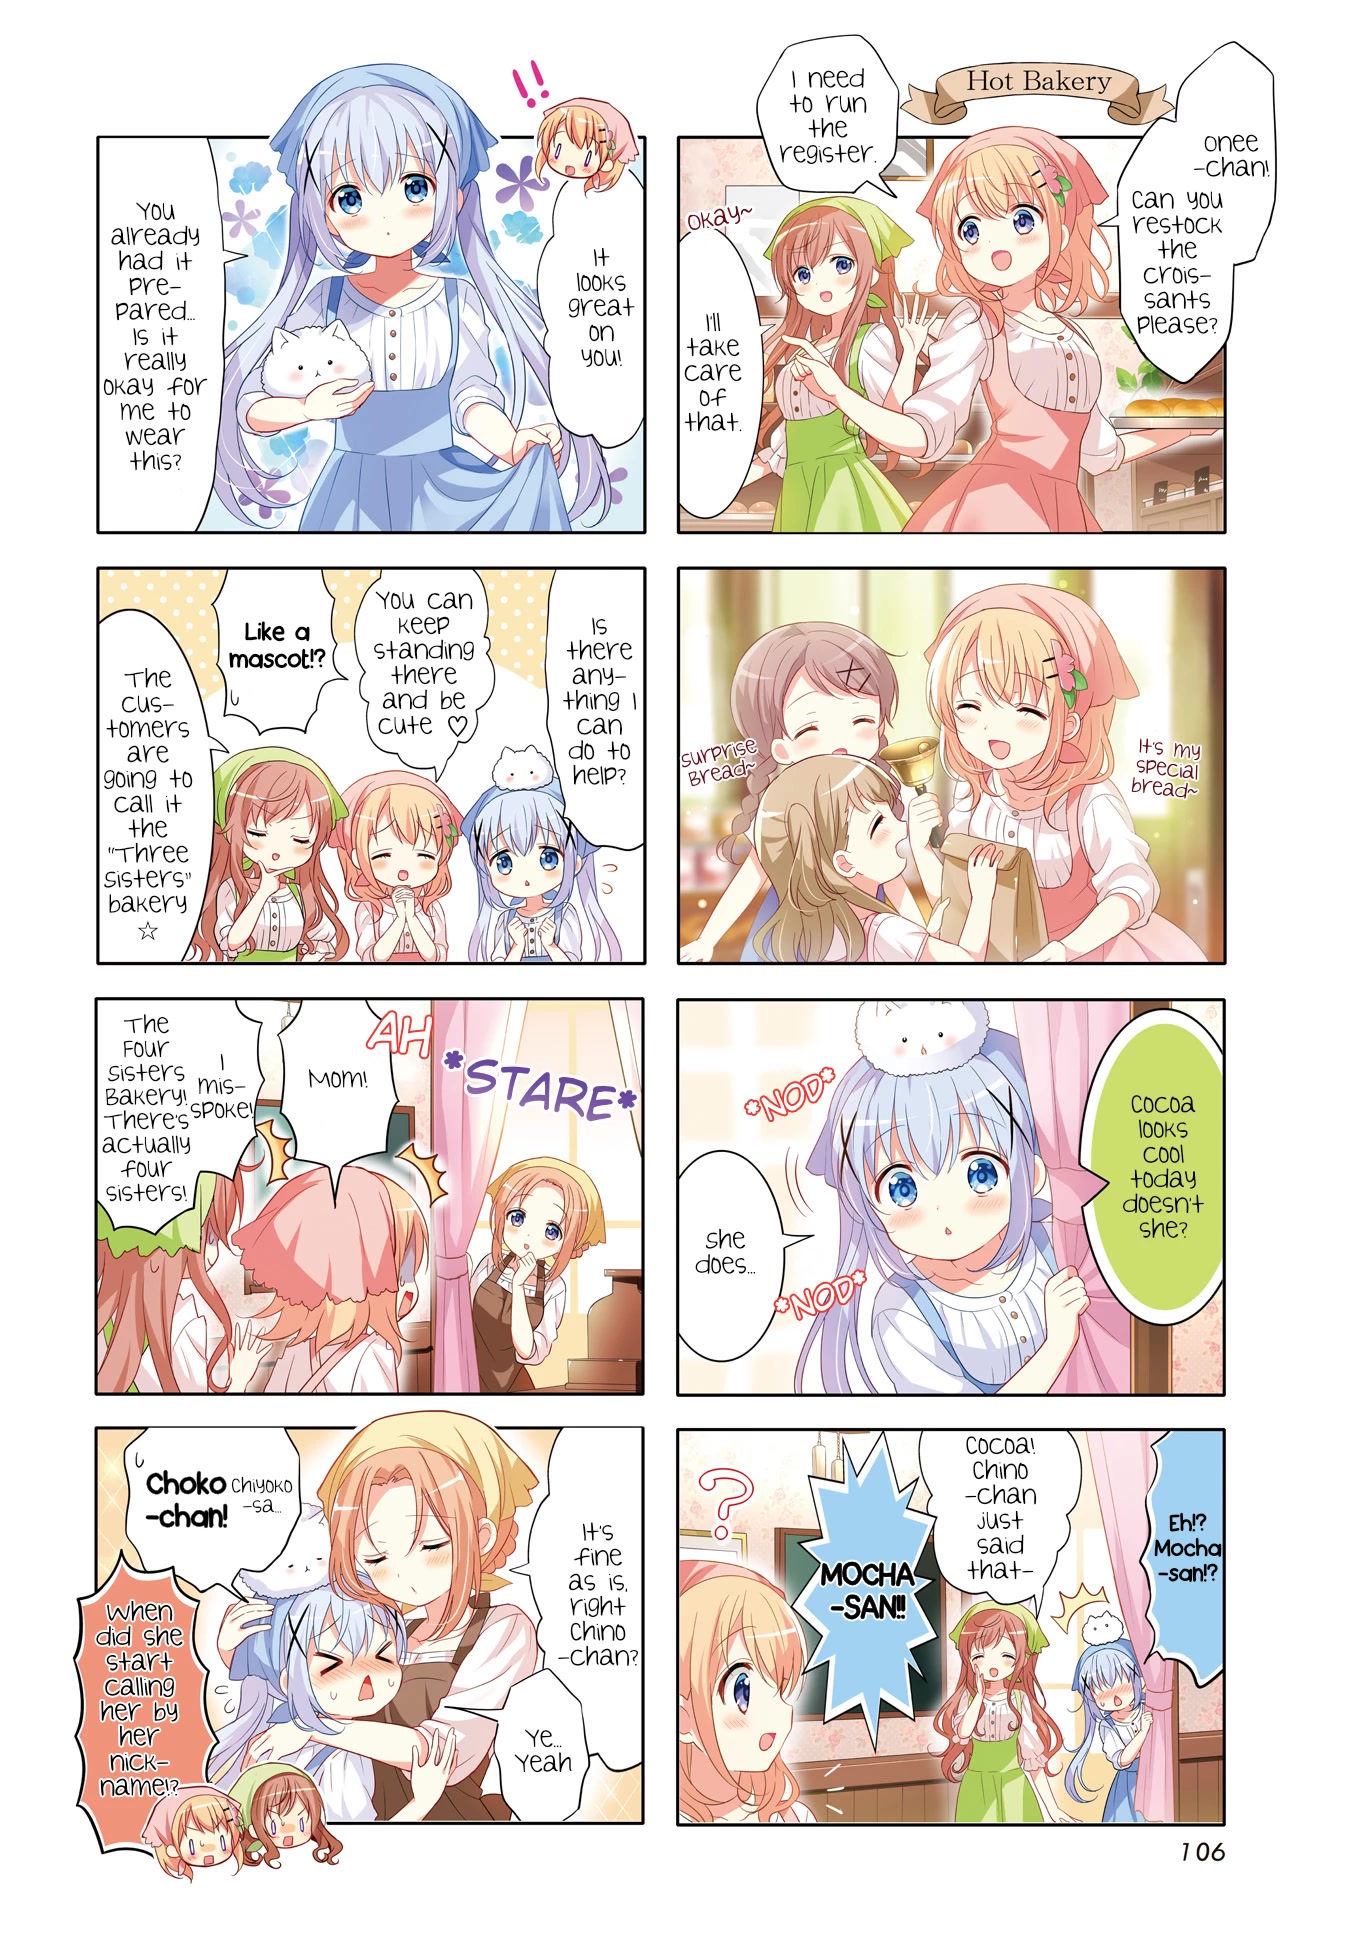 Hot Bakery
onee
-chan!
Can you
restock
the
crois-
sants
please?
I need
to run
the
register.
Okay~
I'll
take
care
of
that.
Surprise
Bread~
It's my
special
bread~
Cocoa
looks
cool
today
doesn't
she?
*NOD*
*NOD*
she
does...
Eh!?
Mocha
-san!?
Cocoa!
Chino
-chan
just
said
that-
MOCHA
-SAN!!
?
!!
It
looks
great
on
you!
You
already
had it
pre-
pared...
Is it
really
okay for
me to
wear
this?
Is
there
any-
thing I
can
do to
help?
You can
keep
standing
there
and be
cute ♡
Like a
mascot!?
The
cus-
tomers
are
going to
call it
the
"Three
Sisters"
bakery
☆
*STARE*
AH
Mom!
I
mis-
spoke!
The
Four
Sisters
Bakery!
There's
actually
four
sisters!
It's
fine
as is,
right
Chino
-chan?
Ye...
Yeah
Chiyoko
-sa...
Choko
-chan!
When
did she
start
calling
her by
her
nick-
name!?
106